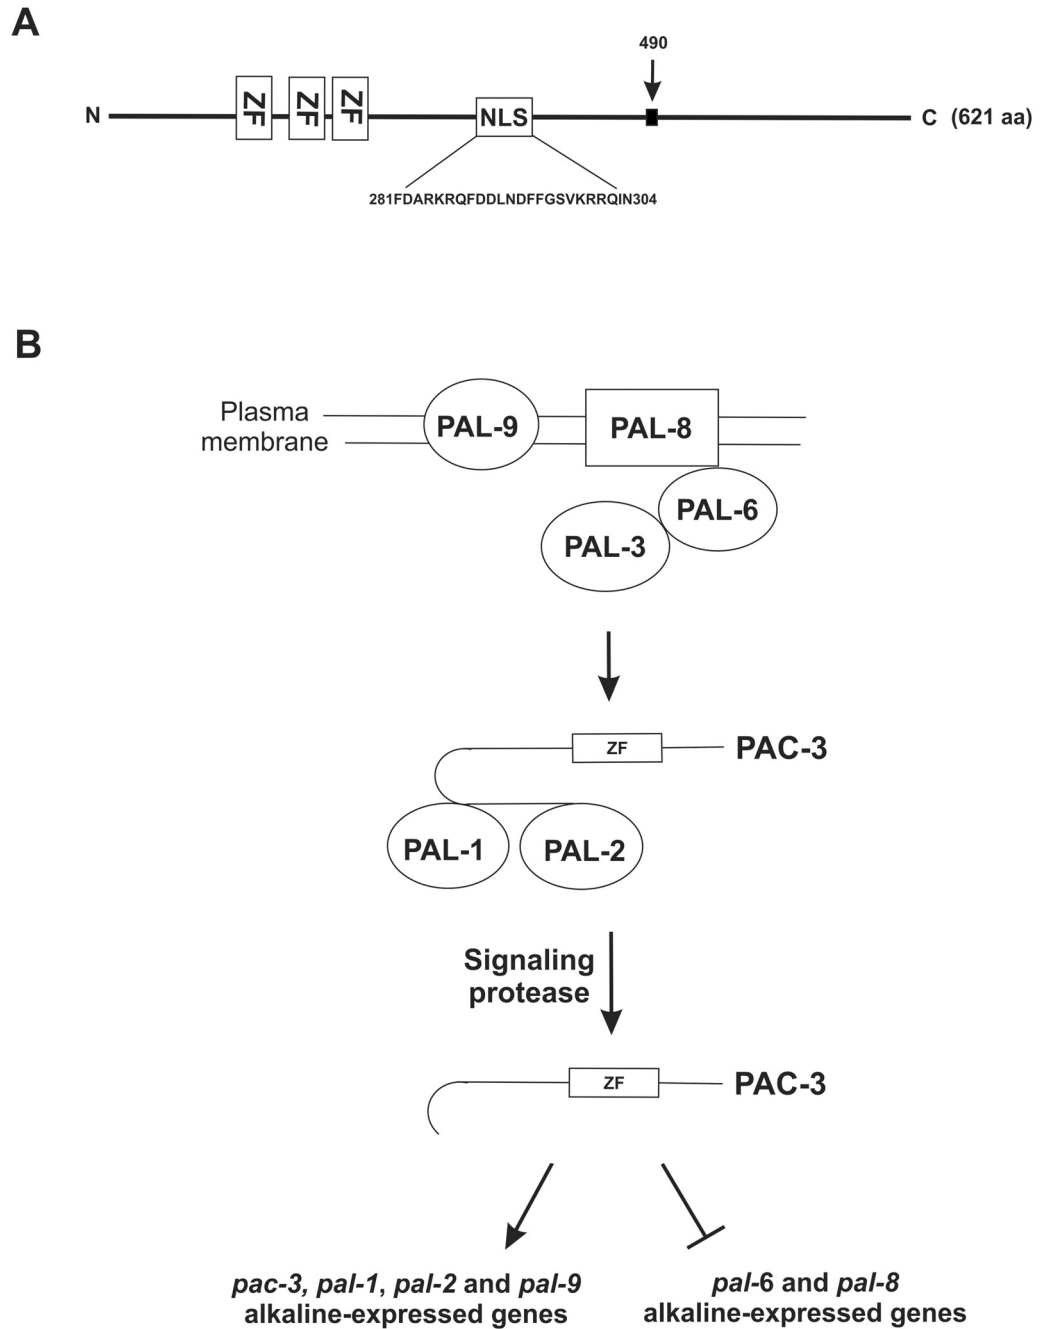 A
490
N ZF ZF ZF NLS C (621 aa)
281FDARKRQFDDLNDFFGSVKRRQIN304
B
Plasma
membrane
PAL-9 PAL-8
PAL-6
PAL-3
ZF PAC-3
PAL-1 PAL-2
Signaling
protease
ZF PAC-3
pac-3, pal-1, pal-2 and pal-9
alkaline-expressed genes
pal-6 and pal-8
alkaline-expressed genes